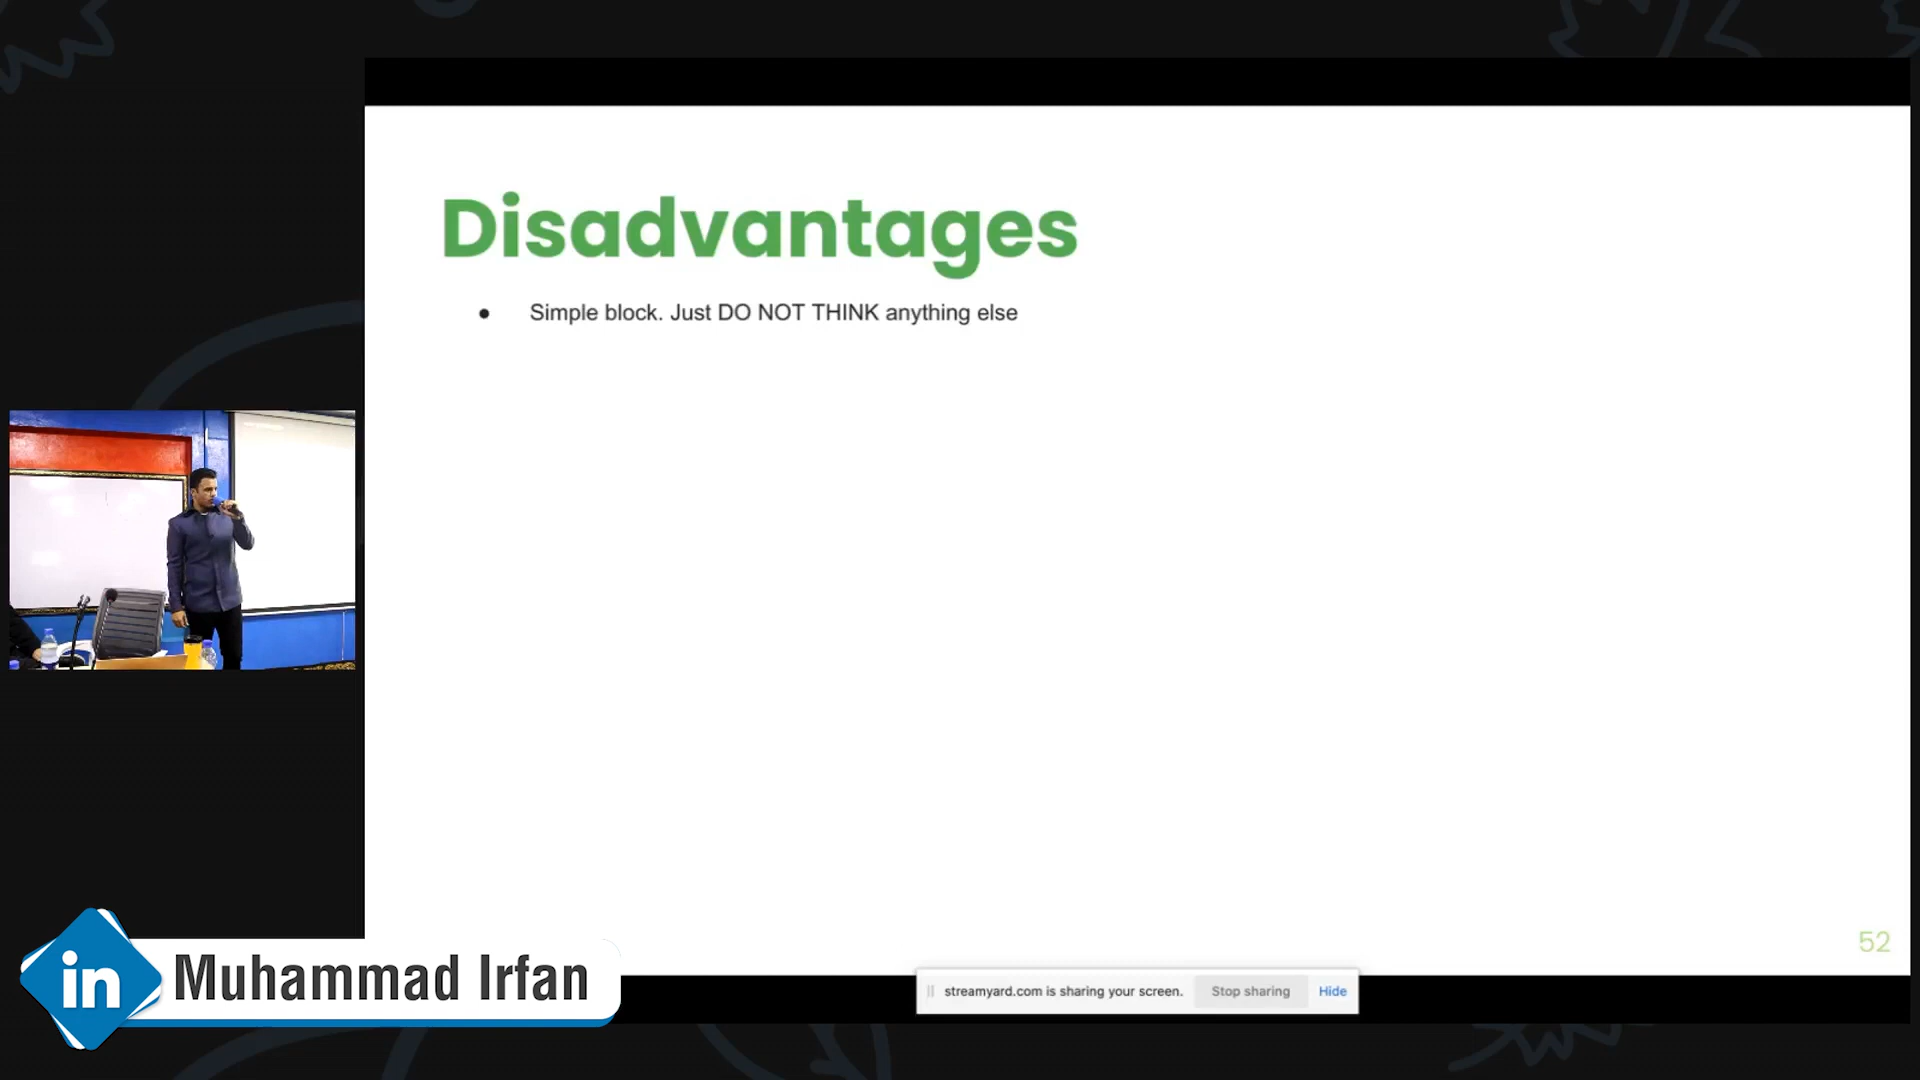 Disadvantages
● Simple block. Just DO NOT THINK anything else
52
in Muhammad Irfan
streamyard.com is sharing your screen. Stop sharing Hide